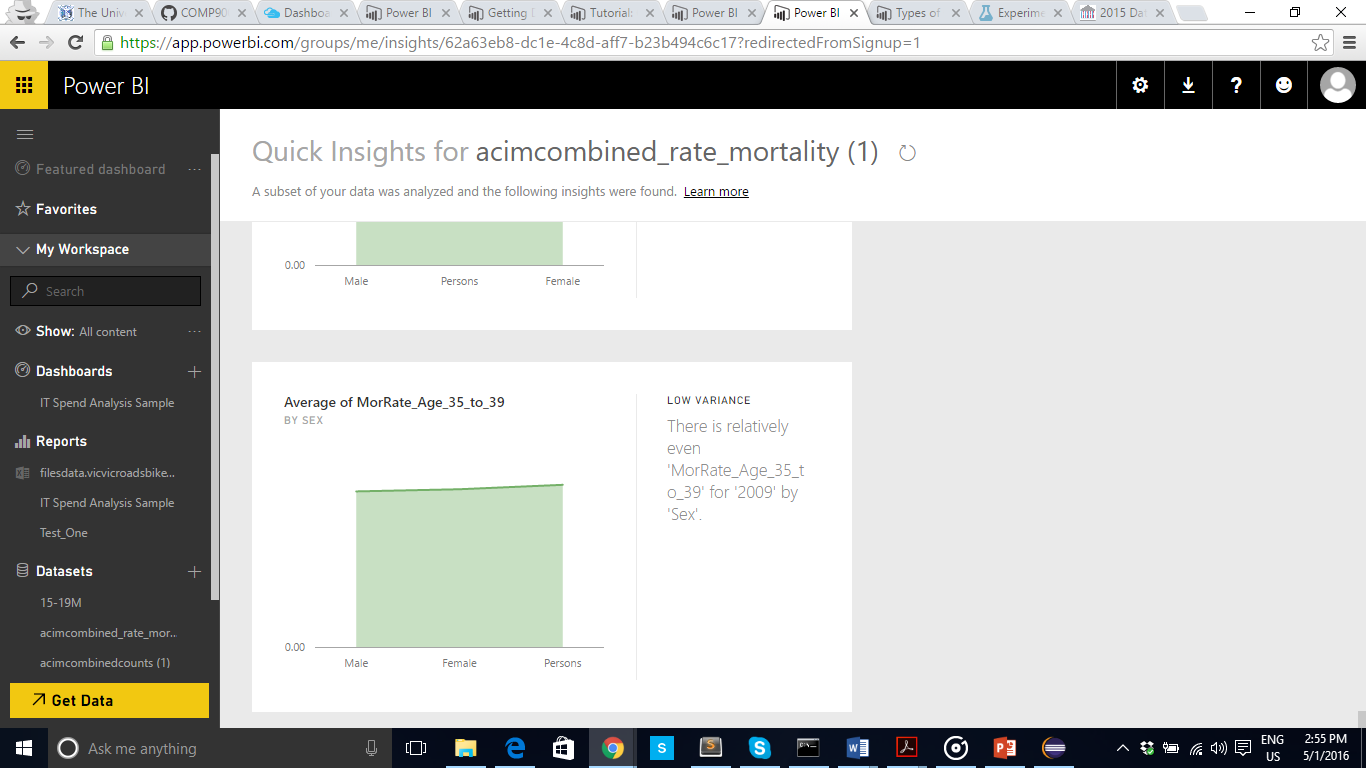 The Univ
COMP90
Dashboa
Power BI
Getting
Tutorial
Power BI
Power BI
Types of
Experime
2015 Dat
https://app.powerbi.com/groups/me/insights/62a63eb8-dc1e-4c8d-aff7-b23b494c6c17?redirectedFromSignup=1
Power BI
?
Featured dashboard ...
Favorites
My Workspace
Search
Show: All content ...
Dashboards +
IT Spend Analysis Sample
Reports
filesdata.vicvicroadsbike...
IT Spend Analysis Sample
Test_One
Datasets +
15-19M
acimcombined_rate_mor...
acimcombinedcounts (1)
Get Data
Quick Insights for acimcombined_rate_mortality (1)
A subset of your data was analyzed and the following insights were found. Learn more
0.00
Male Persons Female
Average of MorRate_Age_35_to_39
BY SEX
0.00
Male Female Persons
LOW VARIANCE
There is relatively
even
'MorRate_Age_35_t
o_39' for '2009' by
'Sex'.
Ask me anything
ENG
US
2:55 PM
5/1/2016